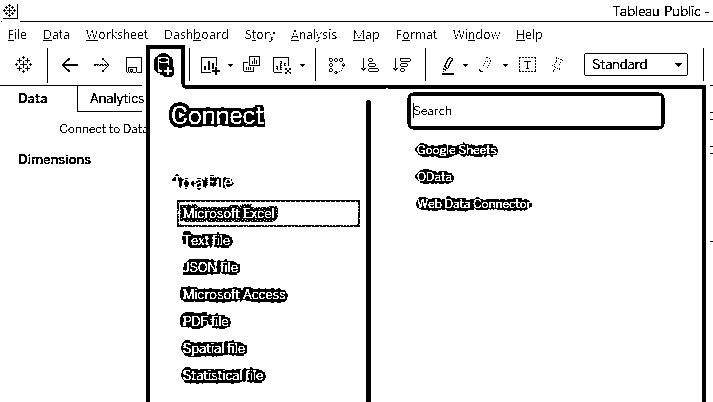 Tableau Public -
File Data Worksheet Dashboard Story Analysis Map Format Window Help
Standard
Data Analytics
Connect to Data
Dimensions
Connect
Search
Google Sheets
OData
Web Data Connector
Microsoft Excel
Text file
JSON file
Microsoft Access
PDF file
Spatial file
Statistical file